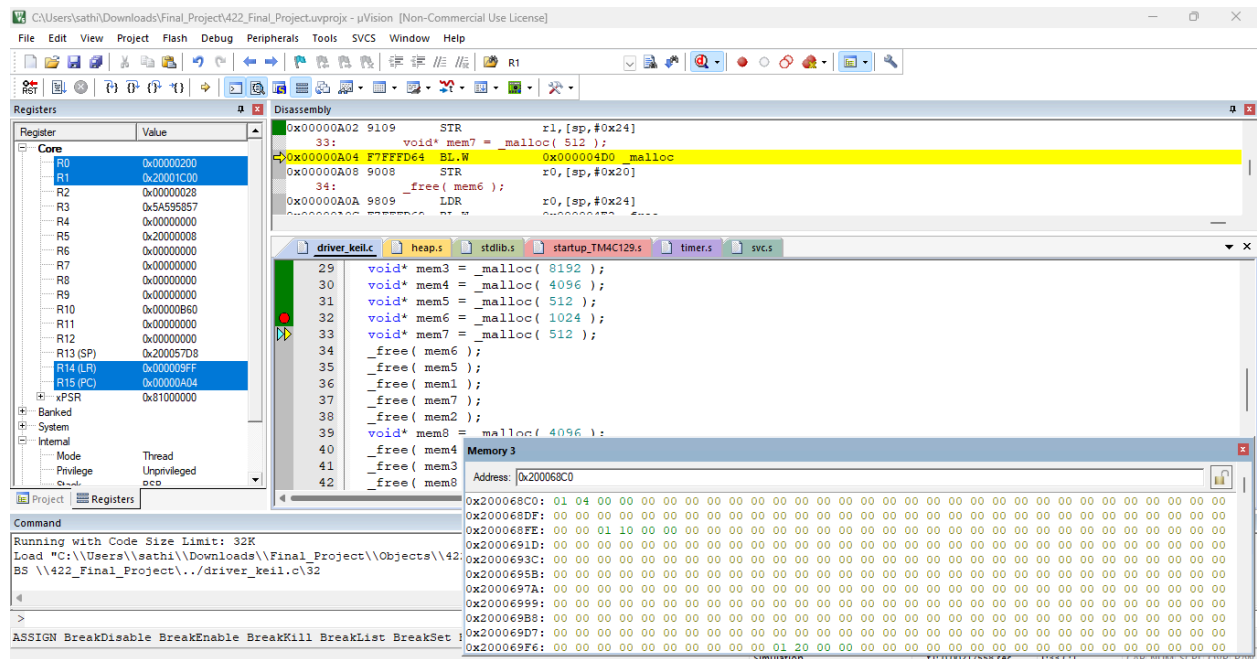 C:\Users\sathi\Downloads\Final_Project\422_Final_Project.uvprojx - µVision [Non-Commercial Use License]
File Edit View Project Flash Debug Peripherals Tools SVCS Window Help
R1
Registers
Disassembly
Register Value
Core
R0 0x00000200
R1 0x20001C00
R2 0x00000028
R3 0x5A595857
R4 0x00000000
R5 0x20000008
R6 0x00000000
R7 0x00000000
R8 0x00000000
R9 0x00000000
R10 0x00000B60
R11 0x00000000
R12 0x00000000
R13 (SP) 0x200057D8
R14 (LR) 0x000009FF
R15 (PC) 0x00000A04
xPSR 0x81000000
Banked
System
Internal
Mode Thread
Privilege Unprivileged
Project Registers
0x00000A02 9109 STR r1,[sp,#0x24]
33: void* mem7 = _malloc( 512 );
0x00000A04 F7FFFD64 BL.W 0x000004D0 _malloc
0x00000A08 9008 STR r0,[sp,#0x20]
34: _free( mem6 );
0x00000A0A 9809 LDR r0,[sp,#0x24]
driver_keil.c heap.s stdlib.s startup_TM4C129.s timer.s svc.s
29 void* mem3 = _malloc( 8192 );
30 void* mem4 = _malloc( 4096 );
31 void* mem5 = _malloc( 512 );
32 void* mem6 = _malloc( 1024 );
33 void* mem7 = _malloc( 512 );
34 _free( mem6 );
35 _free( mem5 );
36 _free( mem1 );
37 _free( mem7 );
38 _free( mem2 );
39 void* mem8 = _malloc( 4096 );
40 _free( mem4
41 _free( mem3
42 _free( mem8
Command
Running with Code Size Limit: 32K
Load "C:\\Users\\sathi\\Downloads\\Final_Project\\Objects\\42
BS \\422_Final_Project\../driver_keil.c\32
>
ASSIGN BreakDisable BreakEnable BreakKill BreakList BreakSet
Memory 3
Address: 0x200068C0
0x200068C0: 01 04 00 00 00 00 00 00 00 00 00 00 00 00 00 00 00 00 00 00 00 00 00 00 00 00 00 00 00 00 00
0x200068DF: 00 00 00 00 00 00 00 00 00 00 00 00 00 00 00 00 00 00 00 00 00 00 00 00 00 00 00 00 00 00 00
0x200068FE: 00 00 01 10 00 00 00 00 00 00 00 00 00 00 00 00 00 00 00 00 00 00 00 00 00 00 00 00 00 00 00
0x2000691D: 00 00 00 00 00 00 00 00 00 00 00 00 00 00 00 00 00 00 00 00 00 00 00 00 00 00 00 00 00 00 00
0x2000693C: 00 00 00 00 00 00 00 00 00 00 00 00 00 00 00 00 00 00 00 00 00 00 00 00 00 00 00 00 00 00 00
0x2000695B: 00 00 00 00 00 00 00 00 00 00 00 00 00 00 00 00 00 00 00 00 00 00 00 00 00 00 00 00 00 00 00
0x2000697A: 00 00 00 00 00 00 00 00 00 00 00 00 00 00 00 00 00 00 00 00 00 00 00 00 00 00 00 00 00 00 00
0x20006999: 00 00 00 00 00 00 00 00 00 00 00 00 00 00 00 00 00 00 00 00 00 00 00 00 00 00 00 00 00 00 00
0x200069B8: 00 00 00 00 00 00 00 00 00 00 00 00 00 00 00 00 00 00 00 00 00 00 00 00 00 00 00 00 00 00 00
0x200069D7: 00 00 00 00 00 00 00 00 00 00 00 00 00 00 00 00 00 00 00 00 00 00 00 00 00 00 00 00 00 00 00
0x200069F6: 00 00 00 00 00 00 00 00 00 00 01 20 00 00 00 00 00 00 00 00 00 00 00 00 00 00 00 00 00 00 00